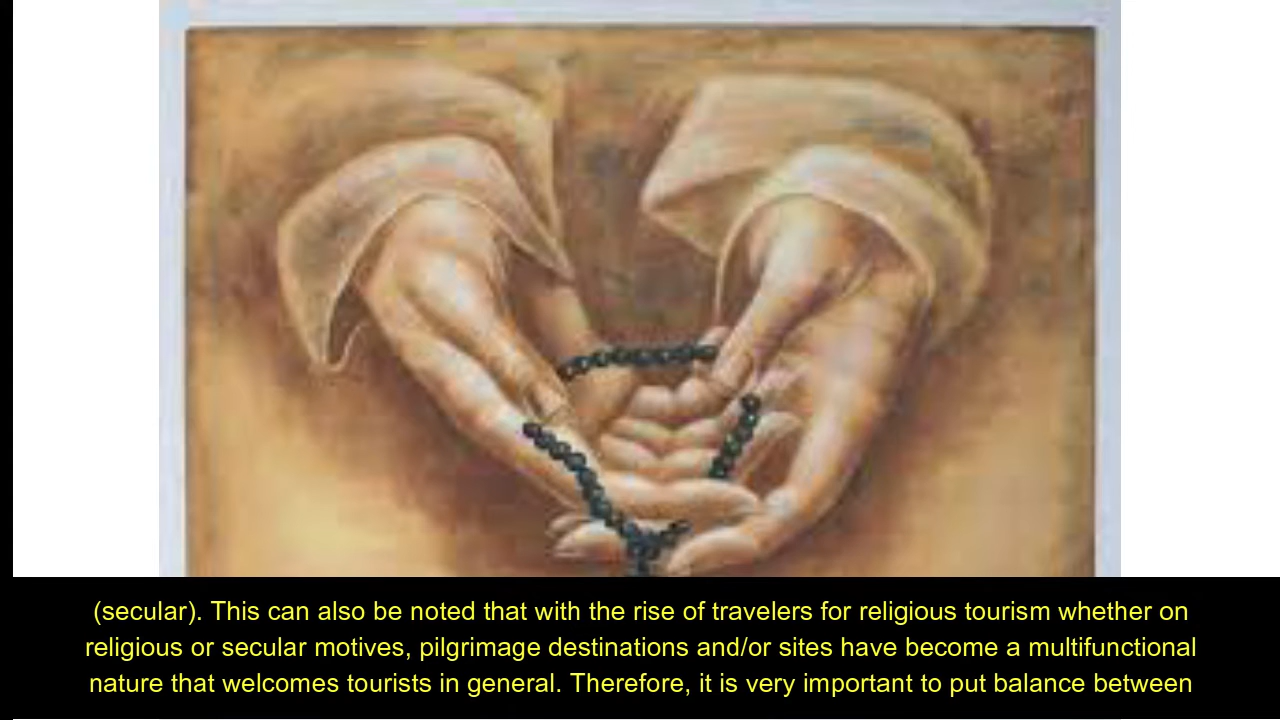 (secular). This can also be noted that with the rise of travelers for religious tourism whether on
religious or secular motives, pilgrimage destinations and/or sites have become a multifunctional
nature that welcomes tourists in general. Therefore, it is very important to put balance between